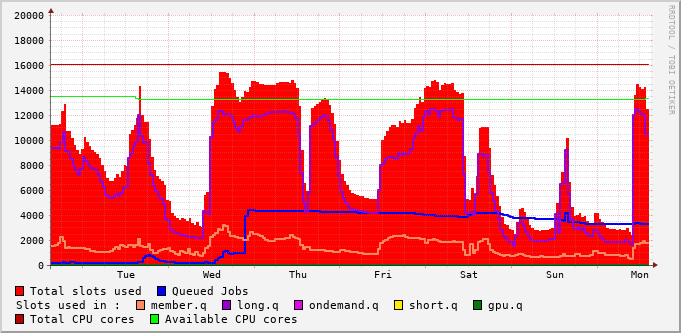 RRDTOOL / TOBI OETIKER
20000
18000
16000
14000
12000
10000
8000
6000
4000
2000
0
Tue Wed Thu Fri Sat Sun Mon
Total slots used Queued Jobs
Slots used in : member.q long.q ondemand.q short.q gpu.q
Total CPU cores Available CPU cores